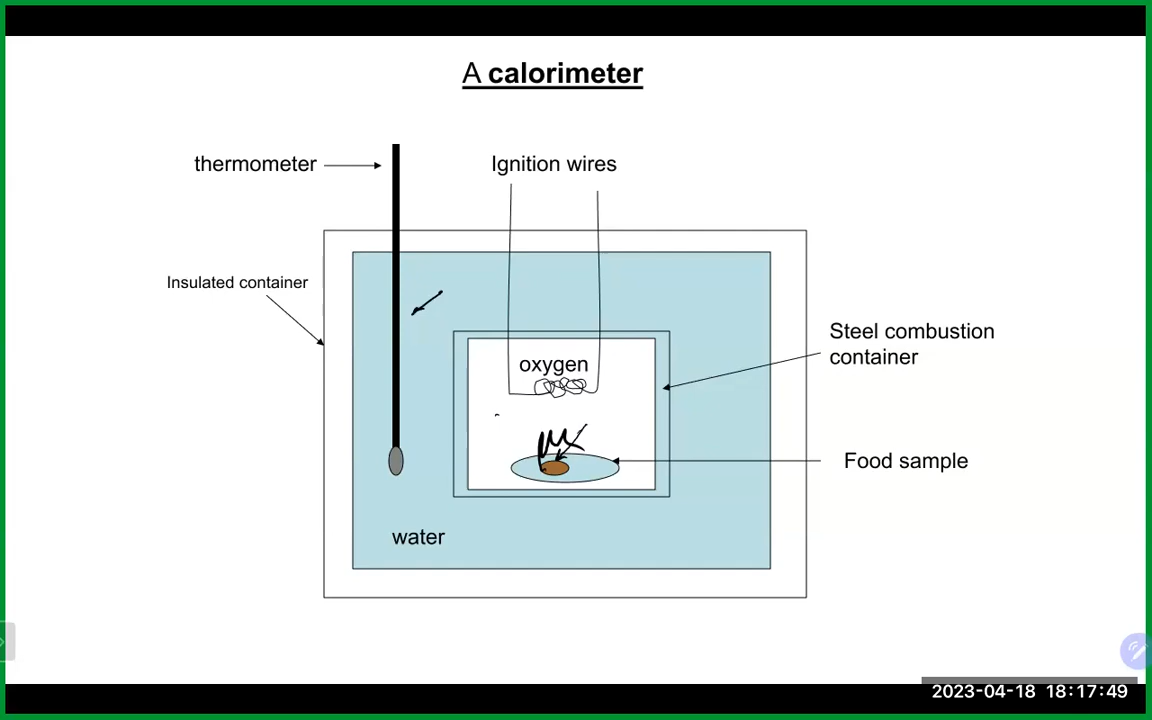 A calorimeter
thermometer
Ignition wires
Insulated container
Steel combustion
container
oxygen
Food sample
water
2023-04-18 18:17:49